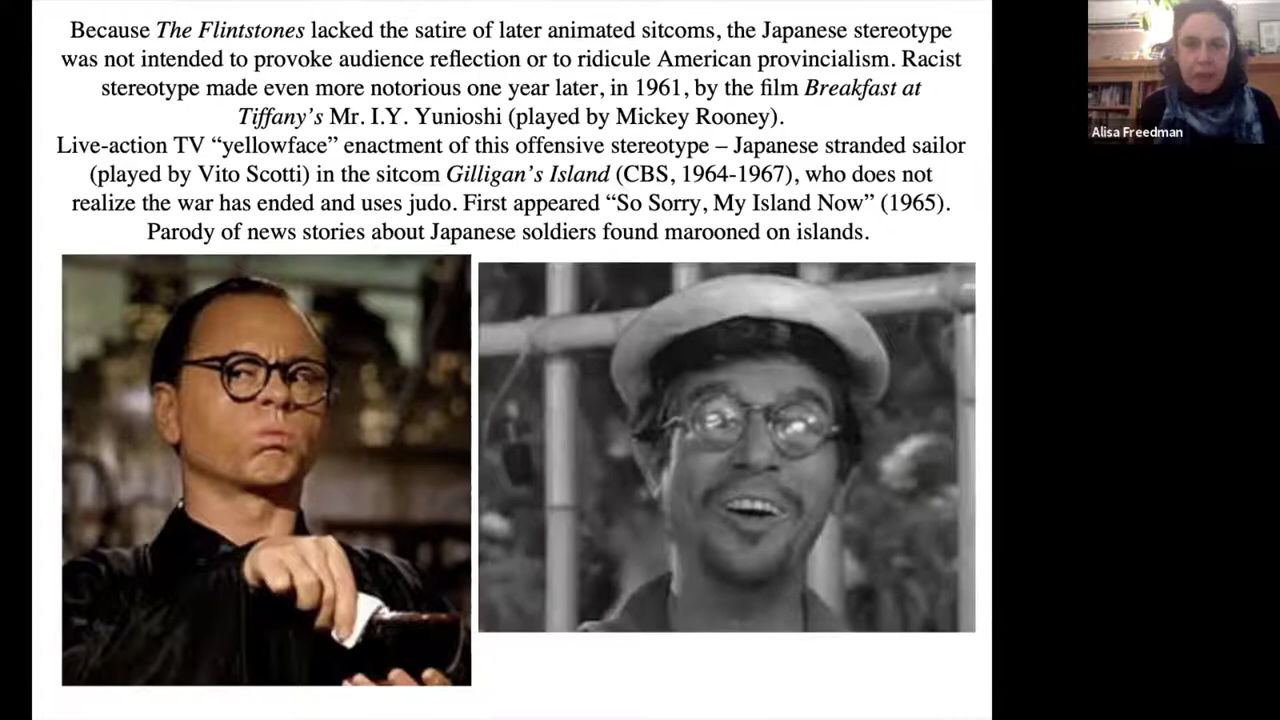 Because The Flintstones lacked the satire of later animated sitcoms, the Japanese stereotype
was not intended to provoke audience reflection or to ridicule American provincialism. Racist
stereotype made even more notorious one year later, in 1961, by the film Breakfast at
Tiffany's Mr. I.Y. Yunioshi (played by Mickey Rooney).
Live-action TV “yellowface” enactment of this offensive stereotype – Japanese stranded sailor
(played by Vito Scotti) in the sitcom Gilligan's Island (CBS, 1964-1967), who does not
realize the war has ended and uses judo. First appeared “So Sorry, My Island Now” (1965).
Parody of news stories about Japanese soldiers found marooned on islands.
Alisa Freedman